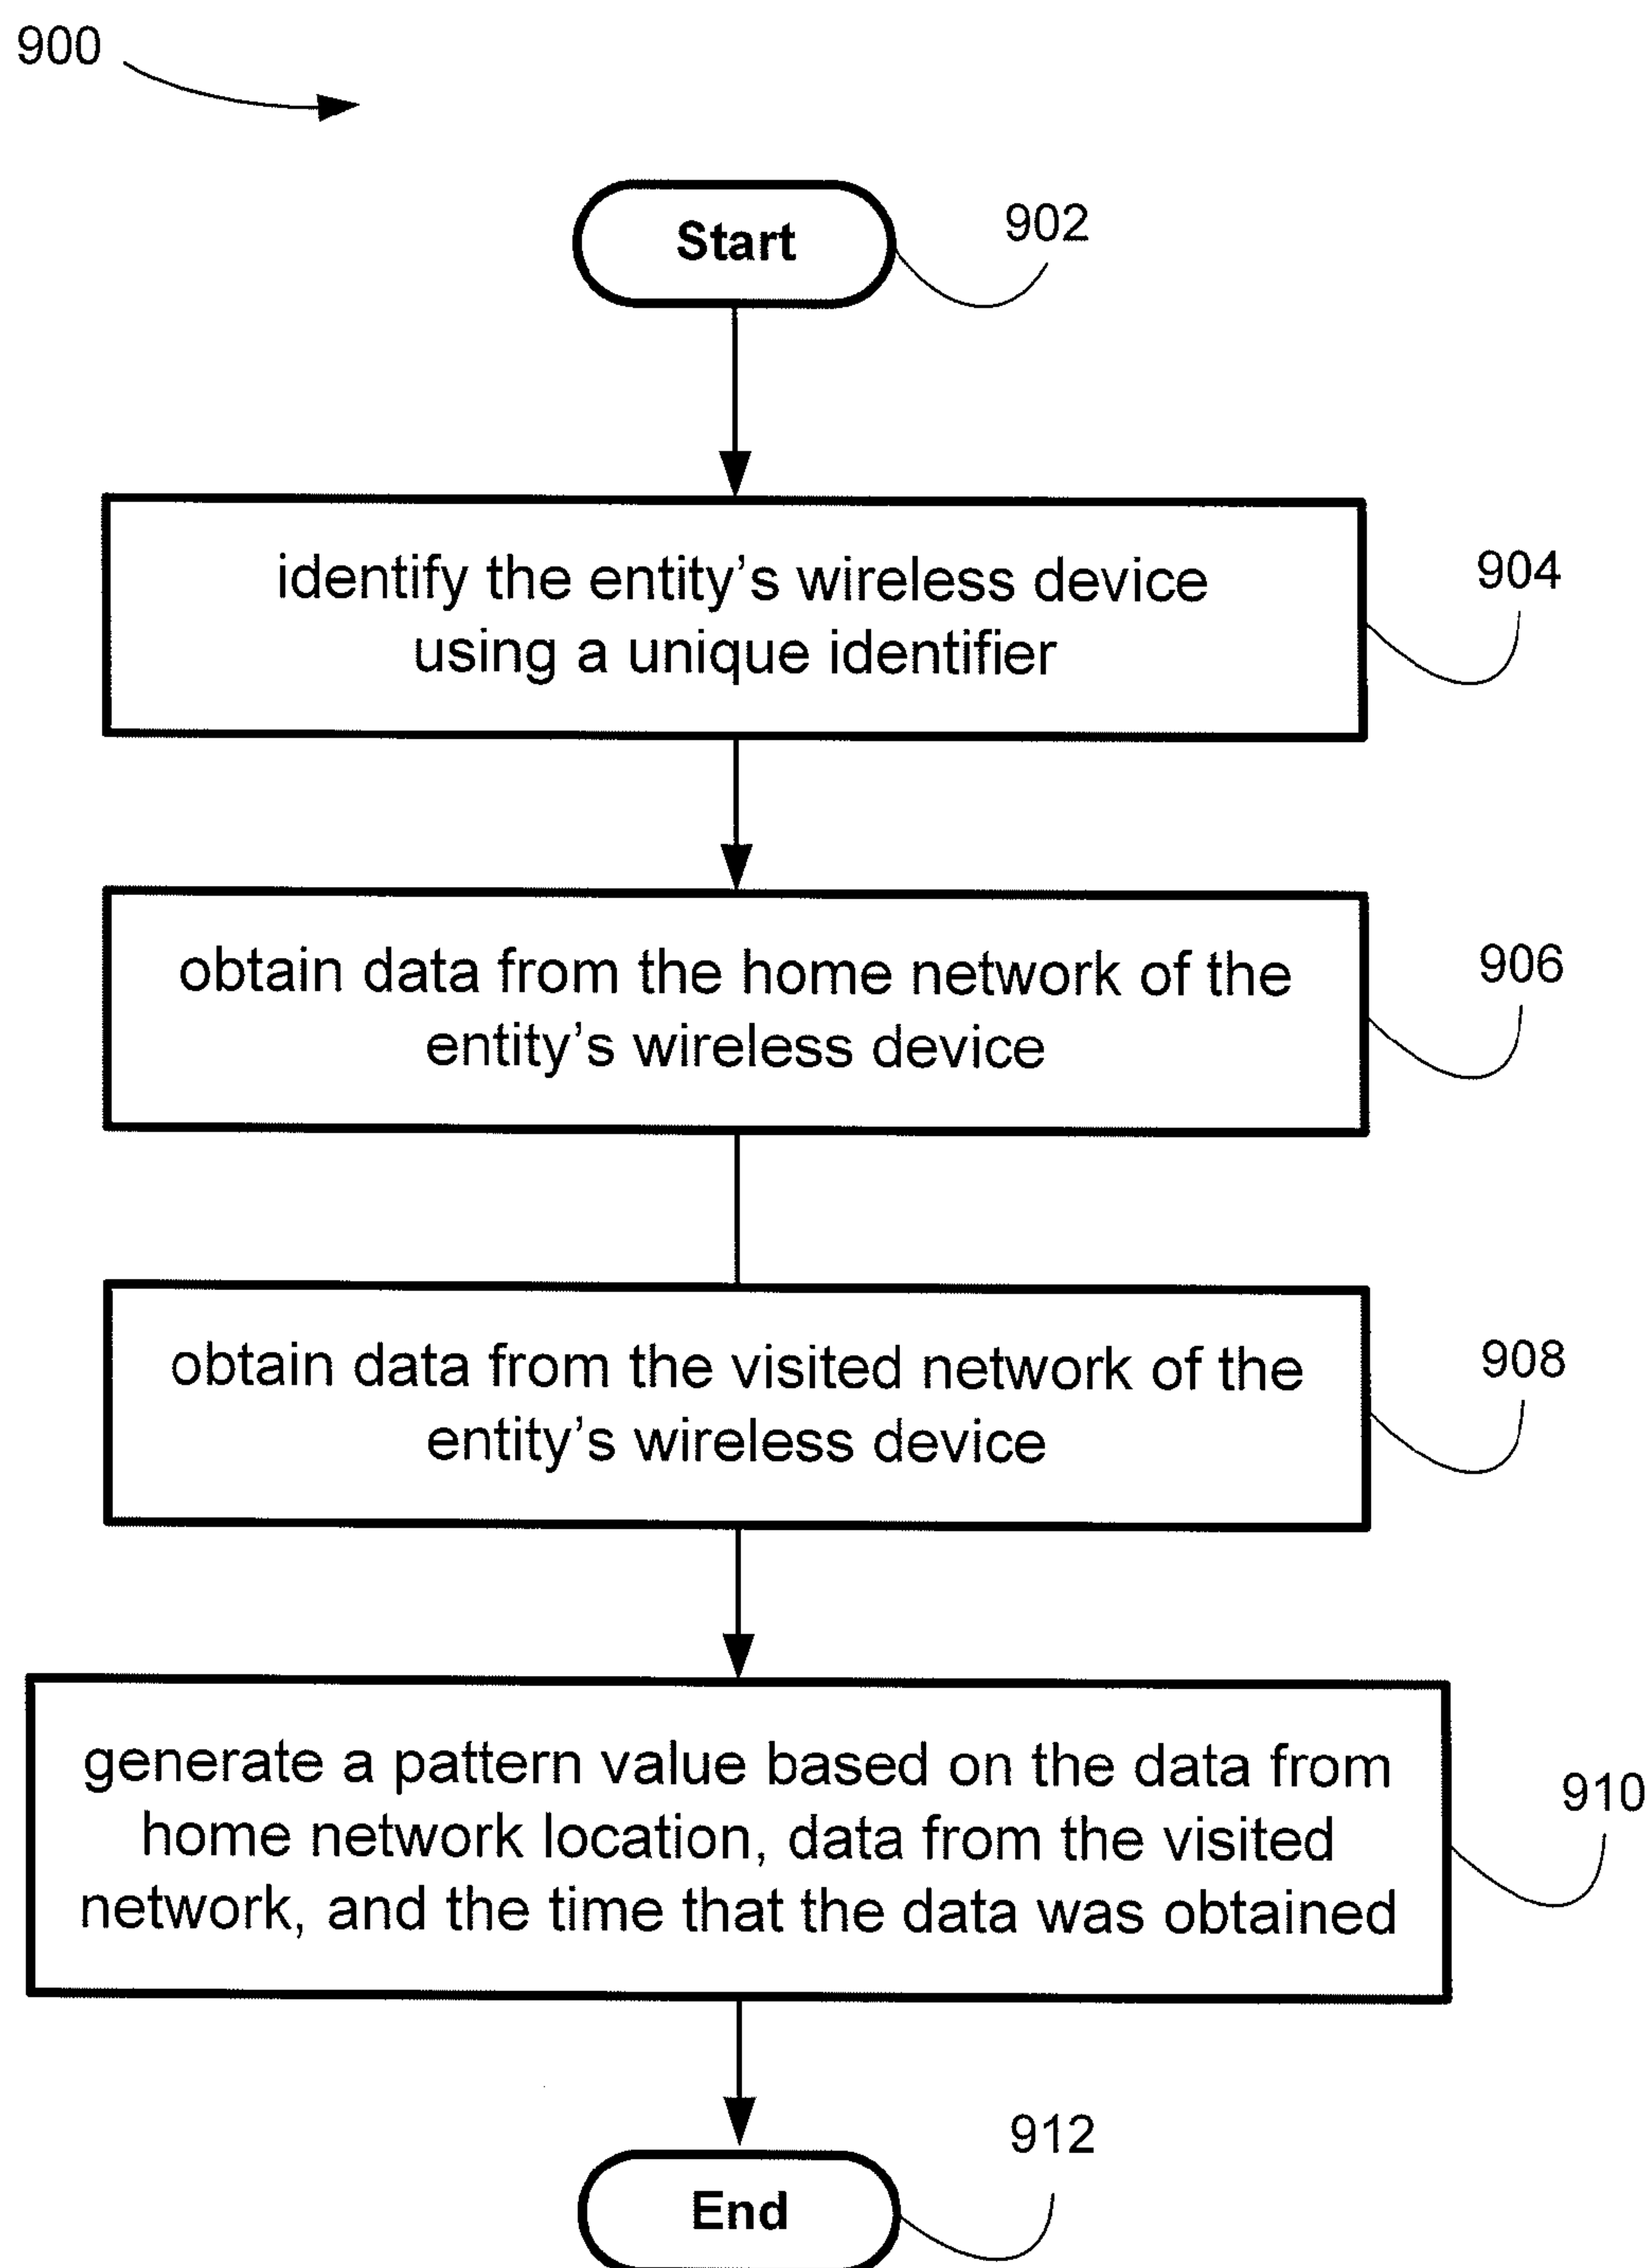 900
Start
902
identify the entity’s wireless device
using a unique identifier
904
obtain data from the home network of the
entity’s wireless device
906
obtain data from the visited network of the
entity’s wireless device
908
generate a pattern value based on the data from
home network location, data from the visited
network, and the time that the data was obtained
910
End
912